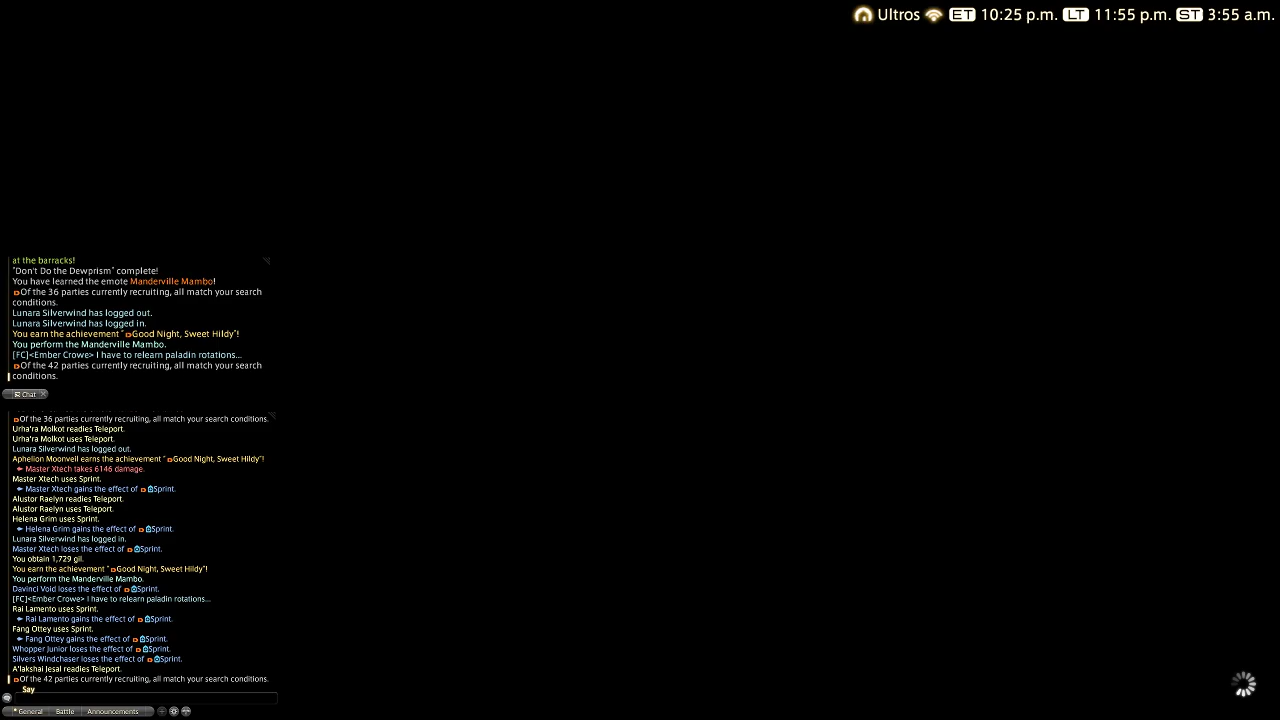 Ultros ET 10:25 p.m. LT 11:55 p.m. ST 3:55 a.m.
at the barracks!
"Don't Do the Dewprism" complete!
You have learned the emote Manderville Mambo!
Of the 36 parties currently recruiting, all match your search
conditions.
Lunara Silverwind has logged out.
Lunara Silverwind has logged in.
You earn the achievement "Good Night, Sweet Hildy"!
You perform the Manderville Mambo.
[FC]<Ember Crowe> I have to relearn paladin rotations...
Of the 42 parties currently recruiting, all match your search
conditions.
Chat
Of the 36 parties currently recruiting, all match your search conditions.
Urha'ra Molkot readies Teleport.
Urha'ra Molkot uses Teleport.
Lunara Silverwind has logged out.
Aphelion Moonveil earns the achievement "Good Night, Sweet Hildy"!
Master Xtech takes 6146 damage.
Master Xtech uses Sprint.
Master Xtech gains the effect of Sprint.
Alustor Raelyn readies Teleport.
Alustor Raelyn uses Teleport.
Helena Grim uses Sprint.
Helena Grim gains the effect of Sprint.
Lunara Silverwind has logged in.
Master Xtech loses the effect of Sprint.
You obtain 1,729 gil.
You earn the achievement "Good Night, Sweet Hildy"!
You perform the Manderville Mambo.
Davinci Void loses the effect of Sprint.
[FC]<Ember Crowe> I have to relearn paladin rotations...
Rai Lamento uses Sprint.
Rai Lamento gains the effect of Sprint.
Fang Ottey uses Sprint.
Fang Ottey gains the effect of Sprint.
Whopper Junior loses the effect of Sprint.
Silvers Windchaser loses the effect of Sprint.
A'lakshai Jesal readies Teleport.
Of the 42 parties currently recruiting, all match your search conditions.
Say
General Battle Announcements